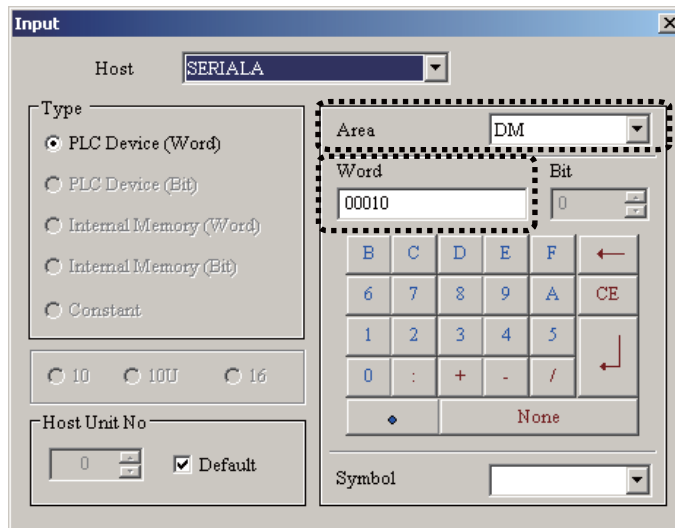 Input
Host SERIALA
Type
PLC Device (Word)
PLC Device (Bit)
Internal Memory (Word)
Internal Memory (Bit)
Constant
10 10U 16
Host Unit No
0 Default
Area DM
Word Bit
00010 0
B C D E F ←
6 7 8 9 A CE
1 2 3 4 5
0 : + - /
None
Symbol